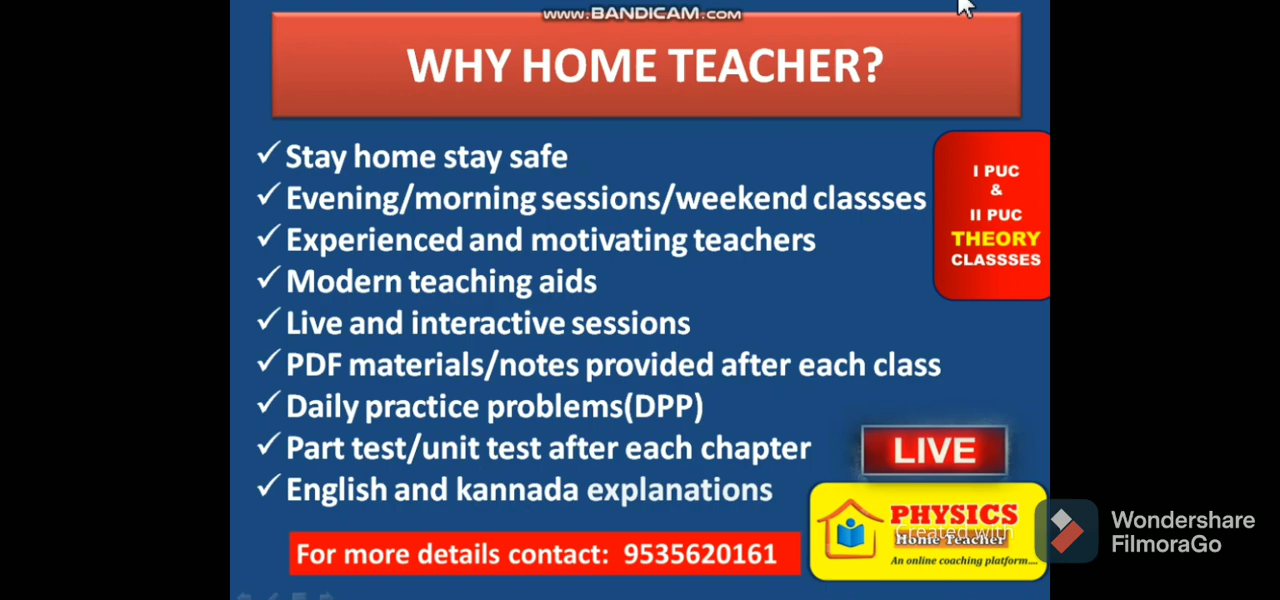 www.BANDICAM.com
WHY HOME TEACHER?
✓ Stay home stay safe
✓ Evening/morning sessions/weekend classses
✓ Experienced and motivating teachers
✓ Modern teaching aids
✓ Live and interactive sessions
✓ PDF materials/notes provided after each class
✓ Daily practice problems(DPP)
✓ Part test/unit test after each chapter
✓ English and kannada explanations
For more details contact: 9535620161
I PUC
&
II PUC
THEORY
CLASSSES
LIVE
PHYSICS
Home Teacher
An online coaching platform....
Created with
Wondershare
FilmoraGo